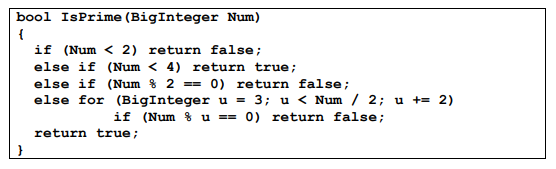 bool IsPrime(BigInteger Num)
{
if (Num < 2) return false;
else if (Num < 4) return true;
else if (Num % 2 == 0) return false;
else for (BigInteger u = 3; u < Num / 2; u += 2)
if (Num % u == 0) return false;
return true;
}